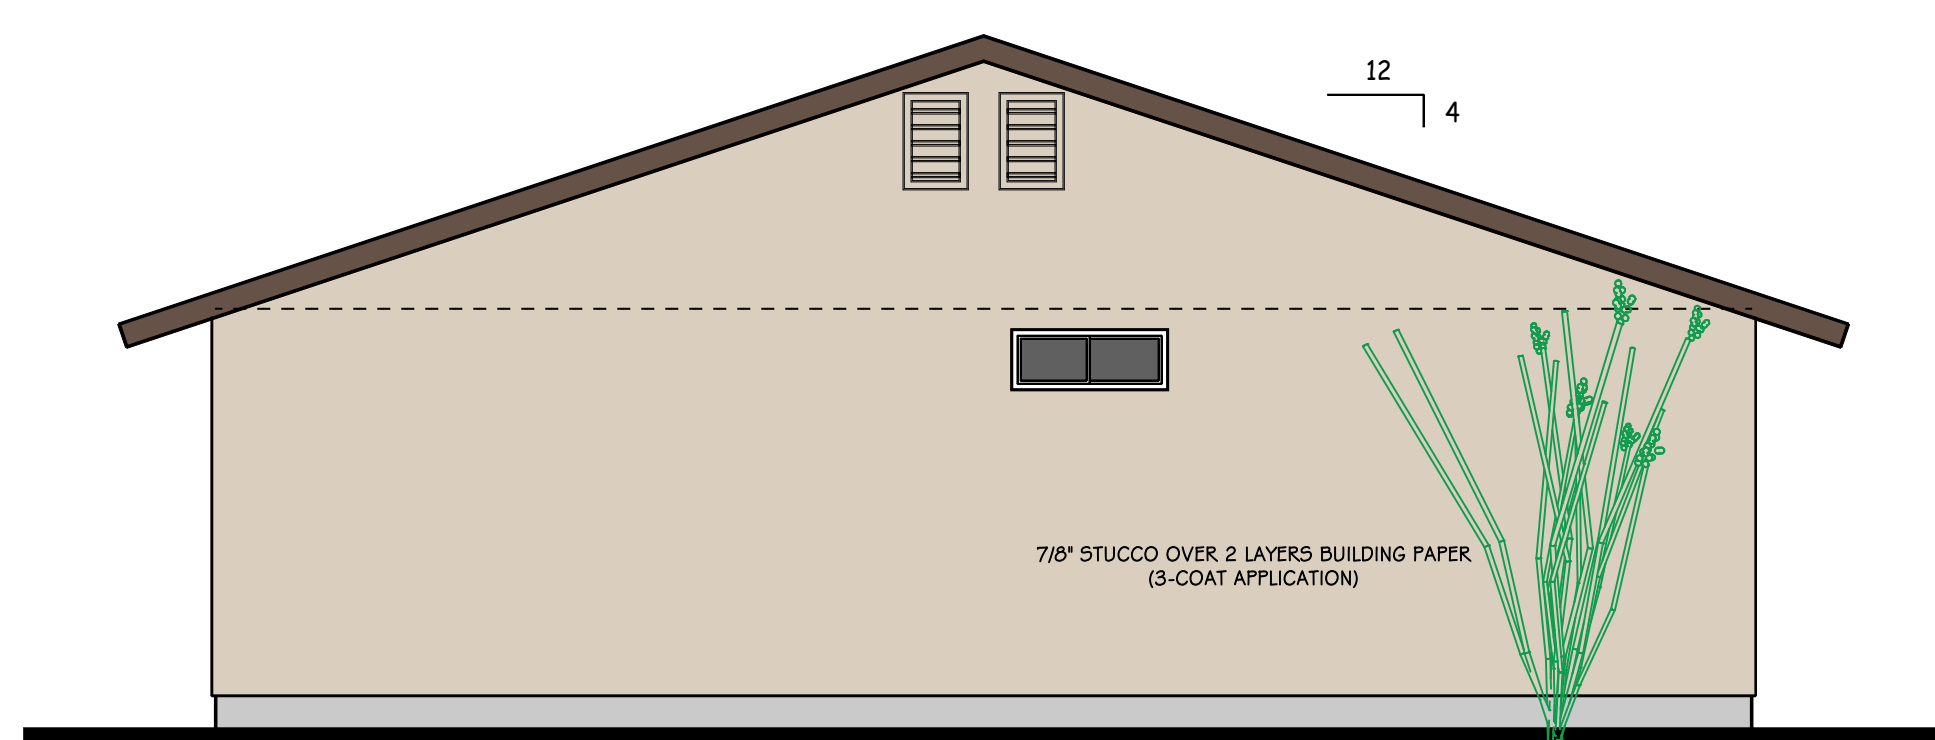 12
4
7/8" STUCCO OVER 2 LAYERS BUILDING PAPER
(3-COAT APPLICATION)